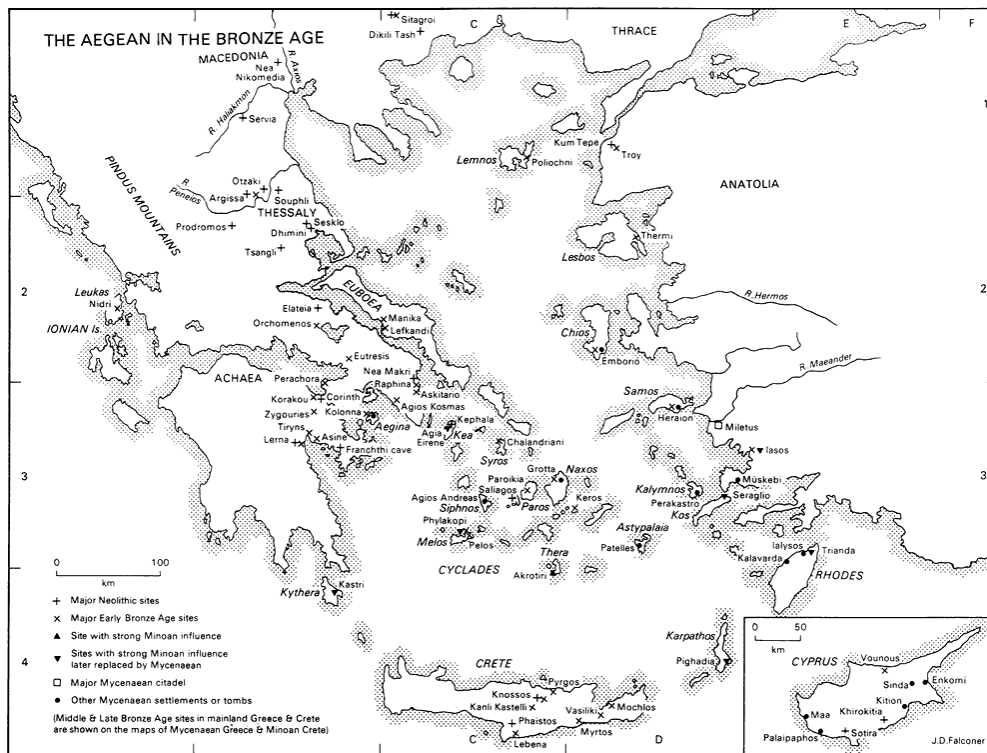 THE AEGEAN IN THE BRONZE AGE
C
E
F
Sitagroi
Dikili Tash
THRACE
MACEDONIA
Nea
Nikomedia
R. Axios
R. Haliakmon
Servia
1
Kum Tepe
Troy
Lemnos
Poliochni
ANATOLIA
PINDUS MOUNTAINS
R.
Peneios
Otzaki
Argissa
Souphli
THESSALY
Prodromos
Sesklo
Dhimini
Tsangli
Thermi
Lesbos
2
2
Leukas
Nidri
IONIAN Is.
EUBOEA
Elateia
Manika
Orchomenos
Lefkandi
R. Hermos
Chios
Emborio
R. Maeander
Eutresis
ACHAEA
Nea Makri
Perachora
Raphina
Askitario
Korakou
Corinth
Agios Kosmas
Zygouries
Kolonna
Kephala
Aegina
Tiryns
Agia
Eirene
Kea
Lerna
Asine
Franchthi cave
Chalandriani
Syros
Samos
Heraion
Miletus
Iasos
3
3
Grotta
Naxos
Paroikia
Saliagos
Agios Andreas
Siphnos
Paros
Keros
Kalymnos
Müskebi
Perakastro
Seraglio
Kos
Phylakopi
Melos
Pelos
Astypalaia
Patelles
Thera
Akrotiri
CYCLADES
Ialysos
Trianda
Kalavarda
RHODES
0
100
km
Kythera
Kastri
Major Neolithic sites
Major Early Bronze Age sites
Site with strong Minoan influence
Sites with strong Minoan influence
later replaced by Mycenaean
Major Mycenaean citadel
Other Mycenaean settlements or tombs
(Middle & Late Bronze Age sites in mainland Greece & Crete
are shown on the maps of Mycenaean Greece & Minoan Crete)
4
Karpathos
Pighadia
CRETE
Pyrgos
Knossos
Kanli Kastelli
Phaistos
Vasiliki
Mochlos
Myrtos
Lebena
C
D
0
50
km
CYPRUS
Vounous
Sinda
Enkomi
Kition
Khirokitia
Maa
Palaipaphos
Sotira
J.D.Falconer